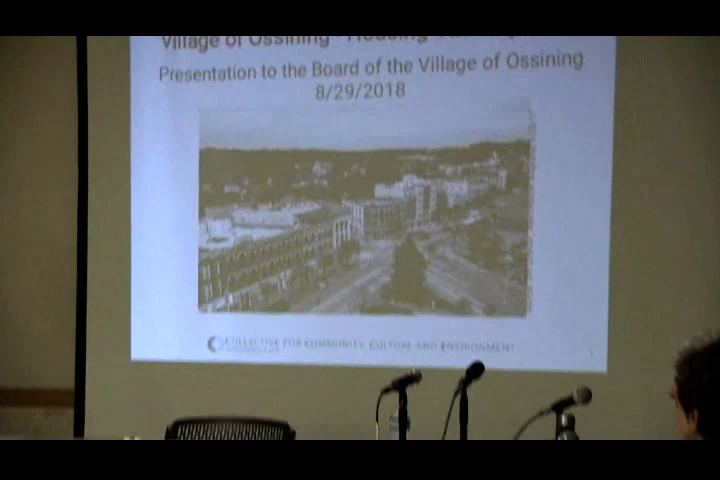 Village of Ossining - Housing
Presentation to the Board of the Village of Ossining
8/29/2018
COLLECTIVE FOR COMMUNITY, CULTURE AND ENVIRONMENT